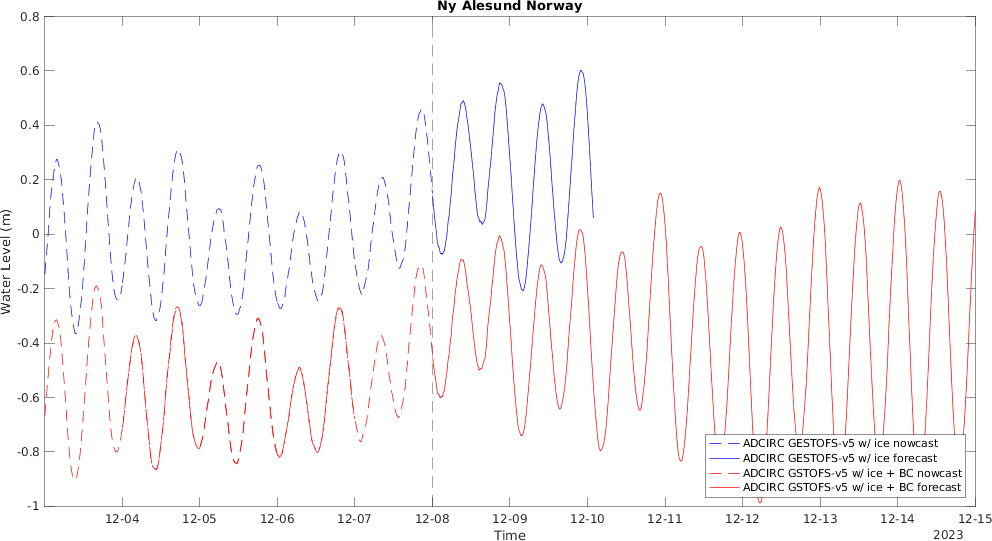 Ny Alesund Norway
0.8
0.6
0.4
0.2
0
-0.2
-0.4
-0.6
-0.8
-1
Water Level (m)
ADCIRC GESTOFS-v5 w/ ice nowcast
ADCIRC GESTOFS-v5 w/ ice forecast
ADCIRC GSTOFS-v5 w/ ice + BC nowcast
ADCIRC GSTOFS-v5 w/ ice + BC forecast
12-04 12-05 12-06 12-07 12-08 12-09 12-10 12-11 12-12 12-13 12-14 12-15
Time
2023